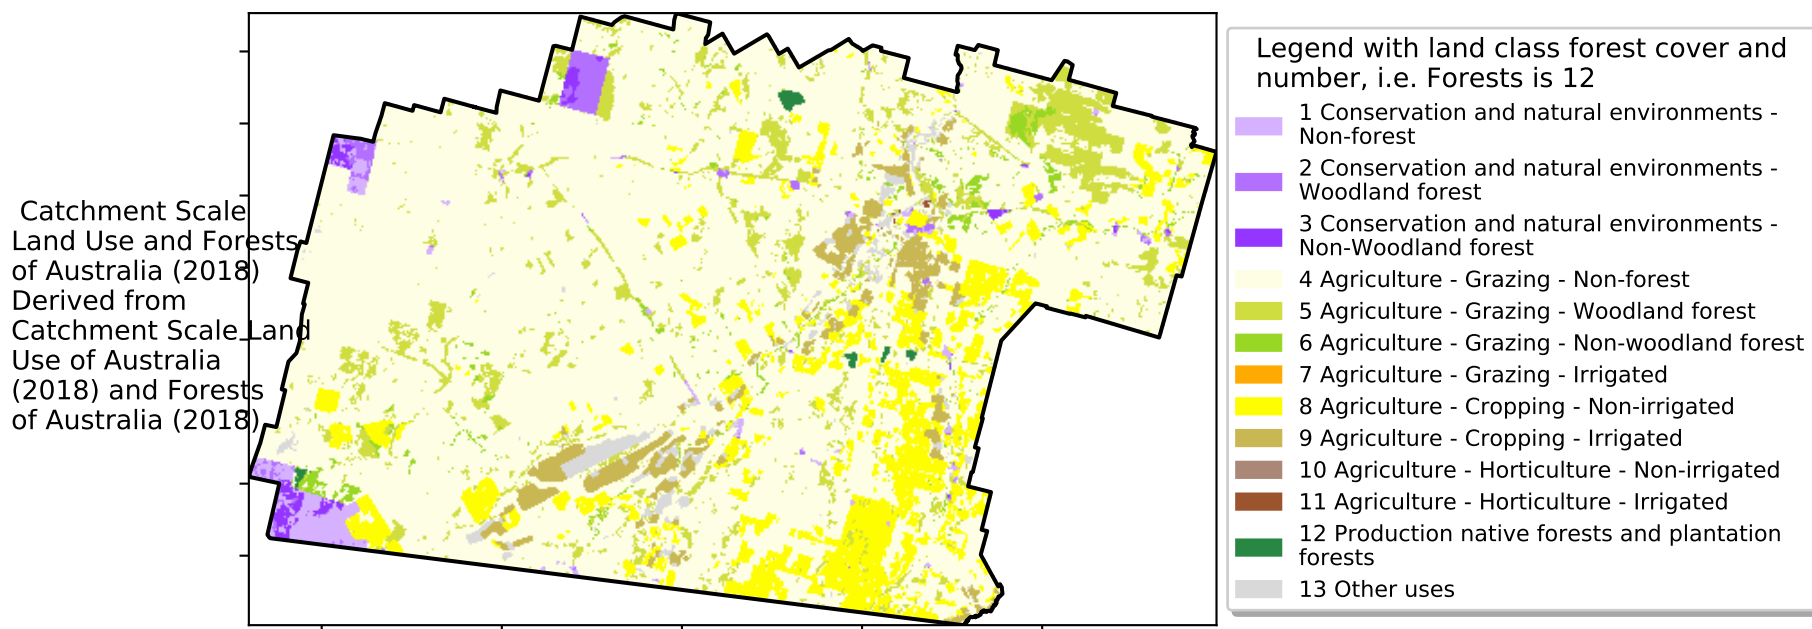 Catchment Scale
Land Use and Forests
of Australia (2018)
Derived from
Catchment Scale Land
Use of Australia
(2018) and Forests
of Australia (2018)
Legend with land class forest cover and
number, i.e. Forests is 12
1 Conservation and natural environments -
Non-forest
2 Conservation and natural environments -
Woodland forest
3 Conservation and natural environments -
Non-Woodland forest
4 Agriculture - Grazing - Non-forest
5 Agriculture - Grazing - Woodland forest
6 Agriculture - Grazing - Non-woodland forest
7 Agriculture - Grazing - Irrigated
8 Agriculture - Cropping - Non-irrigated
9 Agriculture - Cropping - Irrigated
10 Agriculture - Horticulture - Non-irrigated
11 Agriculture - Horticulture - Irrigated
12 Production native forests and plantation
forests
13 Other uses